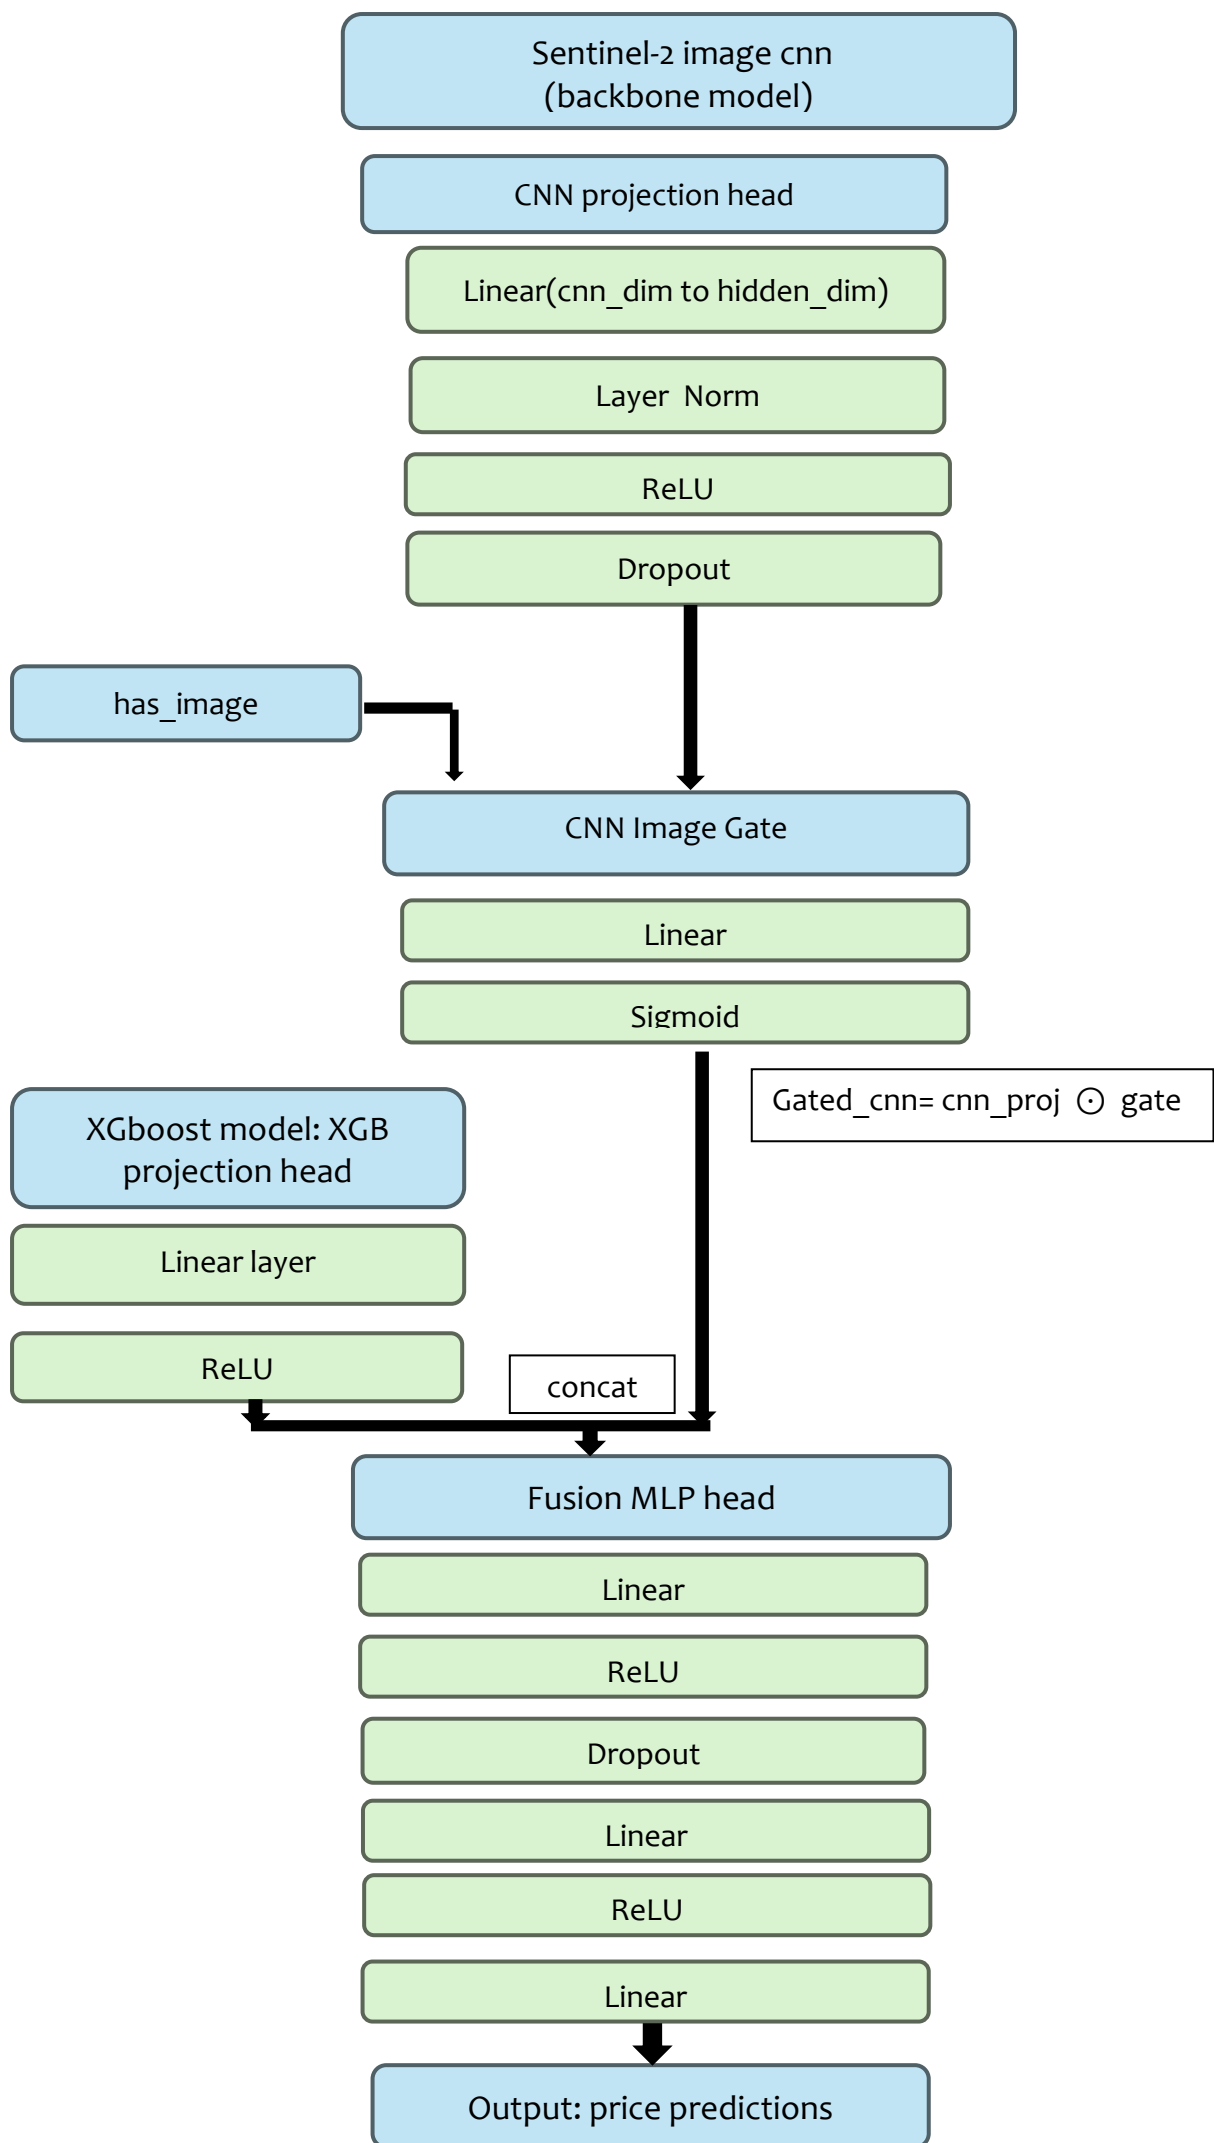 Sentinel-2 image cnn
(backbone model)
CNN projection head
Linear(cnn_dim to hidden_dim)
Layer  Norm
ReLU
Dropout
has_image
CNN Image Gate
Linear
Sigmoid
Gated_cnn= cnn_proj ⊙ gate
XGboost model: XGB
projection head
Linear layer
ReLU
concat
Fusion MLP head
Linear
ReLU
Dropout
Linear
ReLU
Linear
Output: price predictions